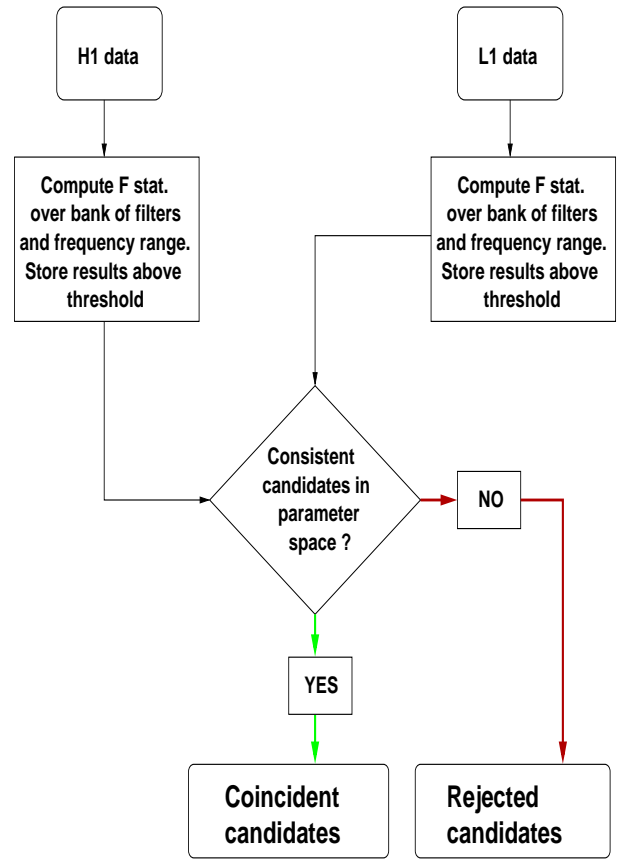 H1 data
L1 data
Compute F stat.
over bank of filters
and frequency range.
Store results above
threshold
Compute F stat.
over bank of filters
and frequency range.
Store results above
threshold
Consistent
candidates in
parameter
space ?
NO
YES
Coincident
candidates
Rejected
candidates